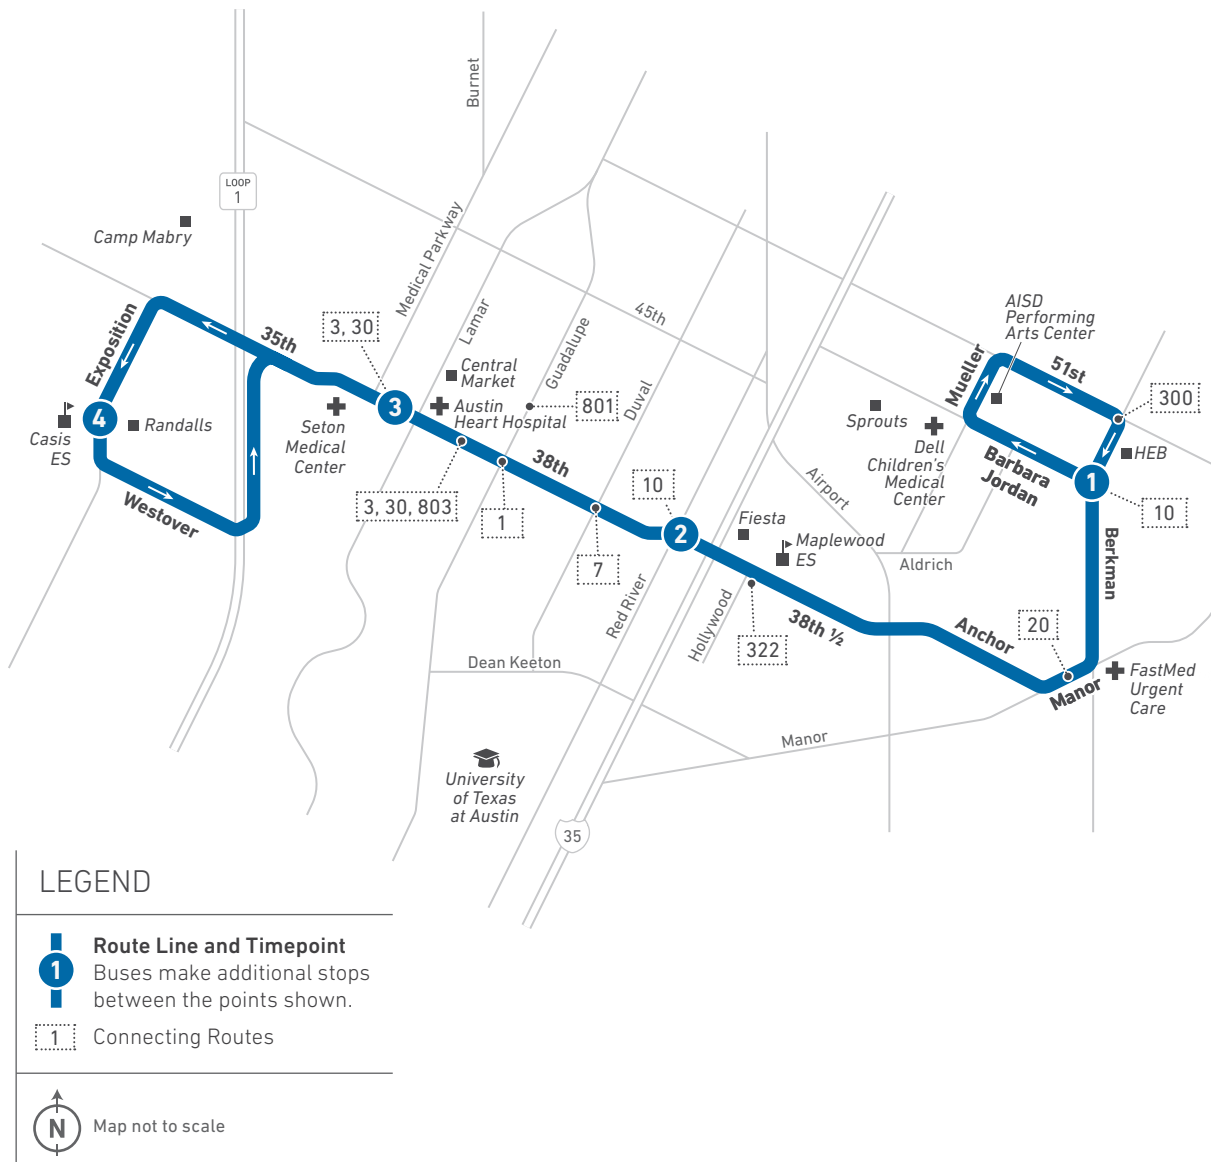 Burnet
LOOP
1
Camp Mabry
Medical Parkway
Lamar
Guadalupe
45th
Duval
AISD
Performing
Arts Center
Exposition
35th
3, 30
Central
Market
Austin
Heart Hospital
801
Mueller
51st
300
4
Casis
ES
Randalls
Seton
Medical
Center
3
Sprouts
Dell
Children's
Medical
Center
Barbara
Jordan
HEB
1
10
Westover
3, 30, 803
1
38th
7
10
2
Fiesta
Maplewood
ES
Airport
Aldrich
Berkman
Red River
Hollywood
322
38th ½
Anchor
20
Manor
FastMed
Urgent
Care
Dean Keeton
Manor
University
of Texas
at Austin
35
LEGEND
1
Route Line and Timepoint
Buses make additional stops
between the points shown.
1
Connecting Routes
N
Map not to scale